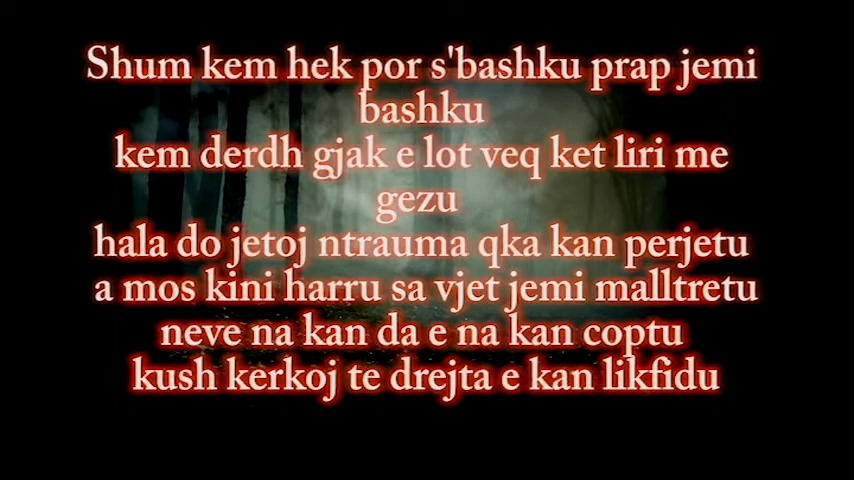 Shum kem hek por s'bashku prap jemi
bashku
kem derdh gjak e lot veq ket liri me
gezu
hala do jetoj ntrauma qka kan perjetu
a mos kini harru sa vjet jemi malltretu
neve na kan da e na kan coptu
kush kerkoj te drejta e kan likfidu